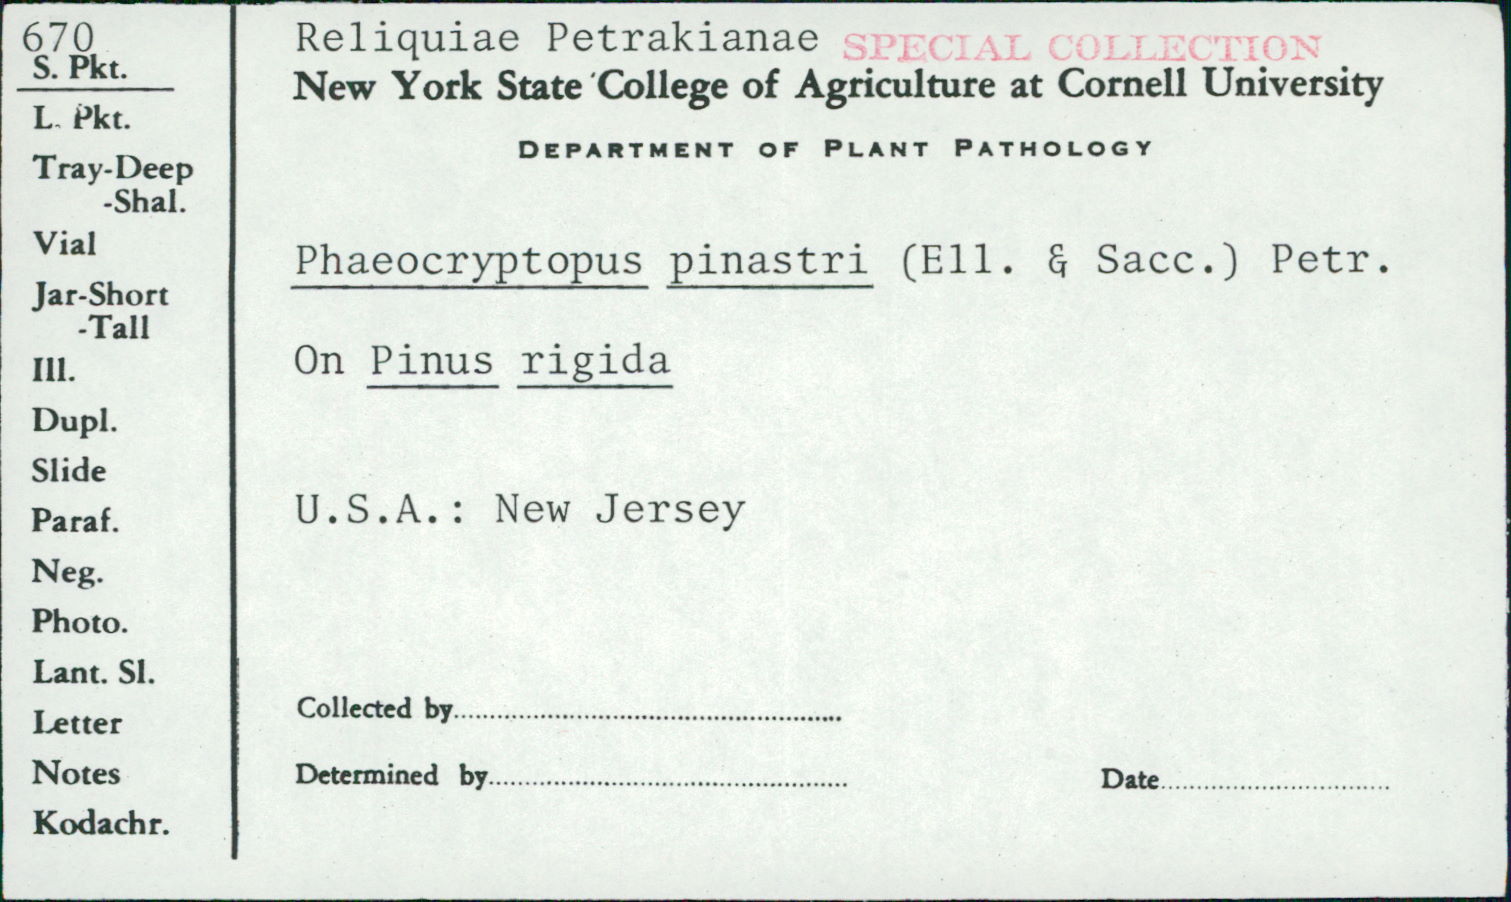 670
S. Pkt.
L. Pkt.
Tray-Deep
-Shal.
Vial
Jar-Short
-Tall
Ill.
Dupl.
Slide
Paraf.
Neg.
Photo.
Lant. Sl.
Letter
Notes
Kodachr.
Reliquiae Petrakianae SPECIAL COLLECTION
New York State College of Agriculture at Cornell University
DEPARTMENT OF PLANT PATHOLOGY
Phaeocryptopus pinastri (Ell. & Sacc.) Petr.
On Pinus rigida
U.S.A.: New Jersey
Collected by
Determined by
Date